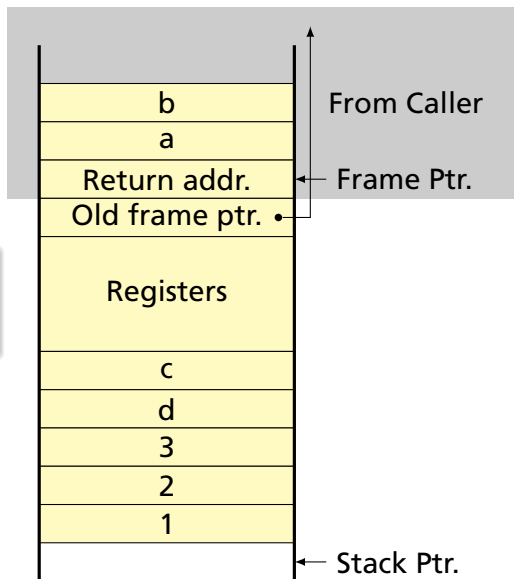 b
From Caller
a
Return addr.
Frame Ptr.
Old frame ptr.
Registers
c
d
3
2
1
Stack Ptr.